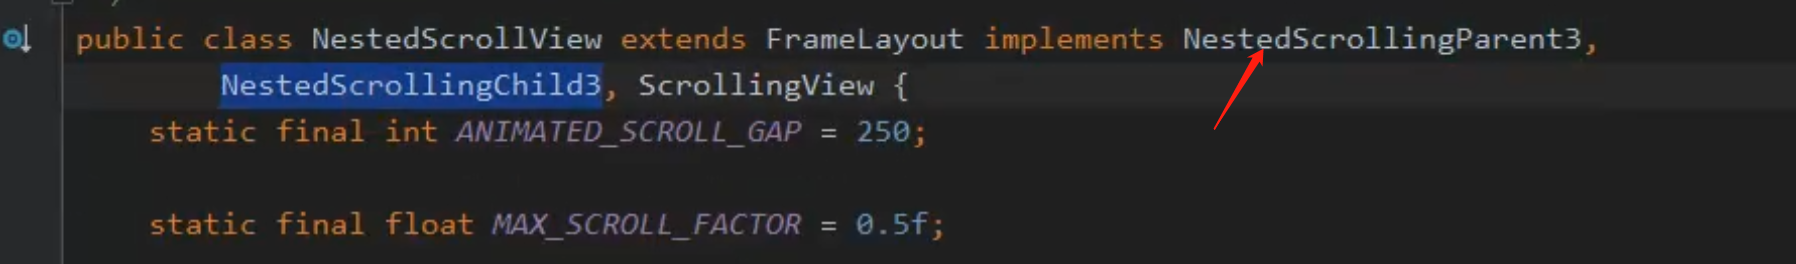 public class NestedScrollView extends FrameLayout implements NestedScrollingParent3,
NestedScrollingChild3, ScrollingView {
static final int ANIMATED_SCROLL_GAP = 250;
static final float MAX_SCROLL_FACTOR = 0.5f;